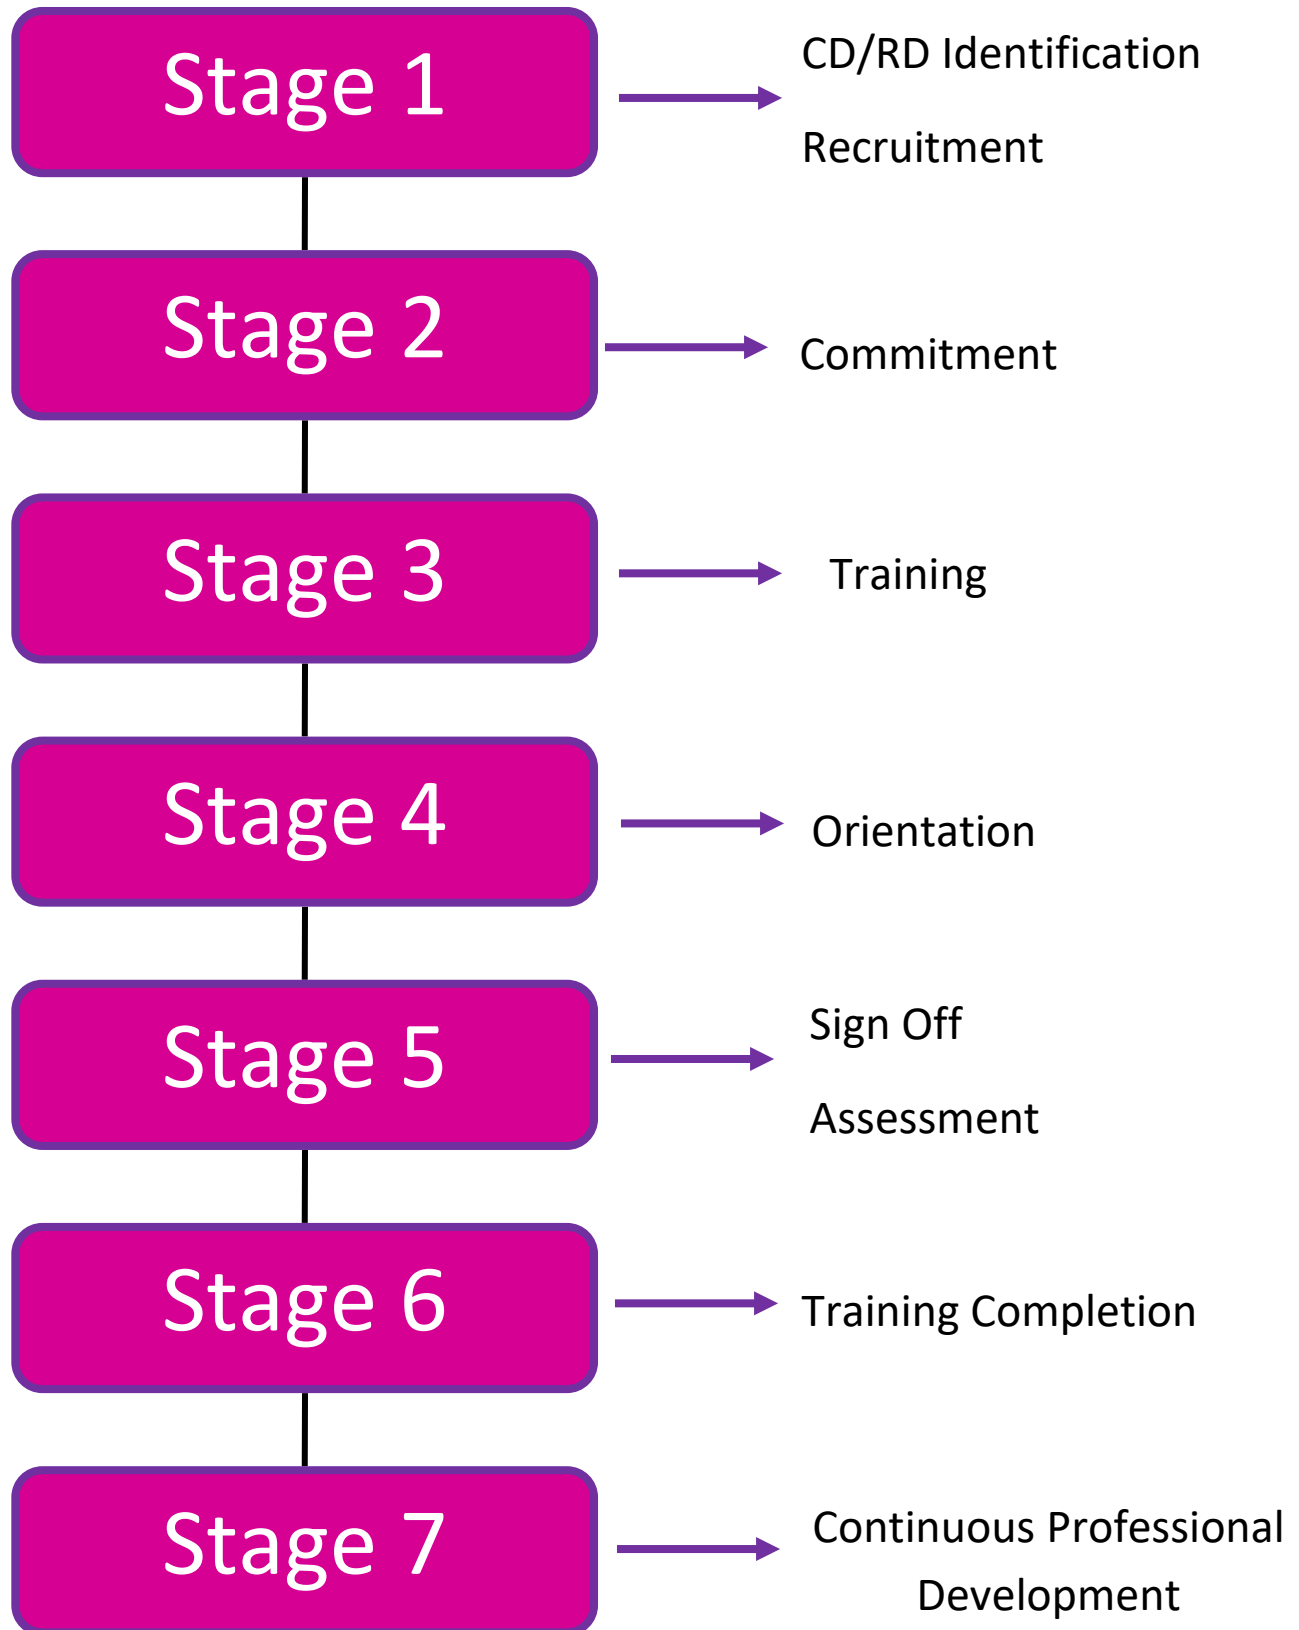 Stage 1
CD/RD Identification
Recruitment
Stage 2
Commitment
Stage 3
Training
Stage 4
Orientation
Stage 5
Sign Off
Assessment
Stage 6
Training Completion
Stage 7
Continuous Professional
Development